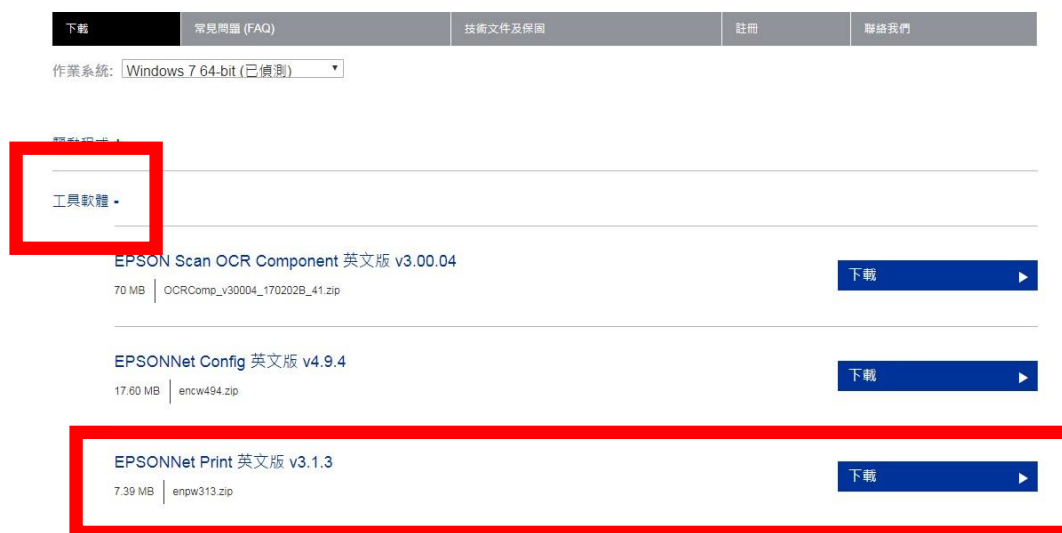 下載
常見問題 (FAQ)
技術文件及保固
註冊
聯絡我們
作業系統: Windows 7 64-bit (已偵測)
工具軟體 -
EPSON Scan OCR Component 英文版 v3.00.04
70 MB OCRComp_v30004_170202B_41.zip
下載
EPSONNet Config 英文版 v4.9.4
17.60 MB encw494.zip
下載
EPSONNet Print 英文版 v3.1.3
7.39 MB enpw313.zip
下載